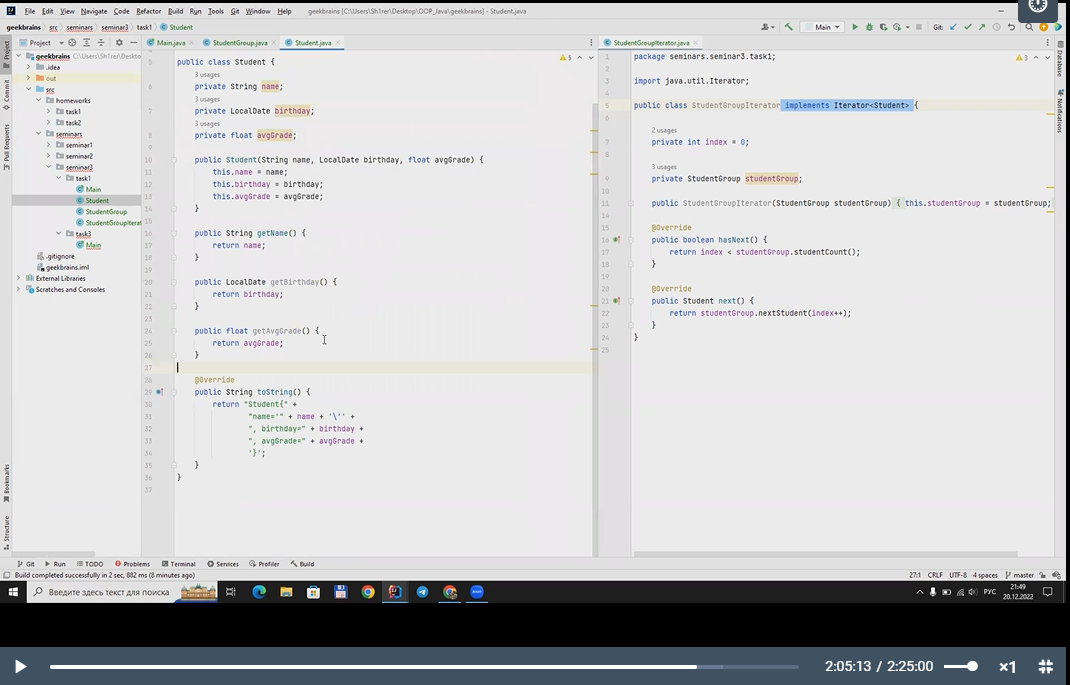 File Edit View Navigate Code Refactor Build Run Tools Git Window Help geekbrains [C:\Users\Sh1rer\Desktop\OOP_Java\geekbrains] - Student.java
geekbrains src seminars seminar3 task1 Student
Main Git:
Project Main.java StudentGroup.java Student.java StudentGroupIterator.java
Project
Commit
Pull Requests
Bookmarks
Structure
geekbrains C:\Users\Sh1rer\Deskto
.idea
out
src
homeworks
task1
task2
seminars
seminar1
seminar2
seminar3
task1
Main
Student
StudentGroup
StudentGroupIterat
task3
Main
.gitignore
geekbrains.iml
External Libraries
Scratches and Consoles
5
5 public class Student {
3 usages
6 private String name;
3 usages
7 private LocalDate birthday;
3 usages
8 private float avgGrade;
9
10 public Student(String name, LocalDate birthday, float avgGrade) {
11 this.name = name;
12 this.birthday = birthday;
13 this.avgGrade = avgGrade;
14 }
15
16 public String getName() {
17 return name;
18 }
19
20 public LocalDate getBirthday() {
21 return birthday;
22 }
23
24 public float getAvgGrade() {
25 return avgGrade;
26 }
27
28 @Override
29 public String toString() {
30 return "Student{" +
31 "name='" + name + '\'' +
32 ", birthday=" + birthday +
33 ", avgGrade=" + avgGrade +
34 '}';
35 }
36 }
37
3
1 package seminars.seminar3.task1;
2
3 import java.util.Iterator;
4
5 public class StudentGroupIterator implements Iterator<Student> {
6
2 usages
7 private int index = 0;
8
3 usages
9 private StudentGroup studentGroup;
10
11 public StudentGroupIterator(StudentGroup studentGroup) { this.studentGroup = studentGroup;
14
15 @Override
16 public boolean hasNext() {
17 return index < studentGroup.studentCount();
18 }
19
20 @Override
21 public Student next() {
22 return studentGroup.nextStudent(index++);
23 }
24 }
25
Database
Notifications
Git Run TODO Problems Terminal Services Profiler Build
Build completed successfully in 2 sec, 882 ms (8 minutes ago) 27:1 CRLF UTF-8 4 spaces master
Введите здесь текст для поиска РУС 21:49
20.12.2022
2:05:13 / 2:25:00 ×1